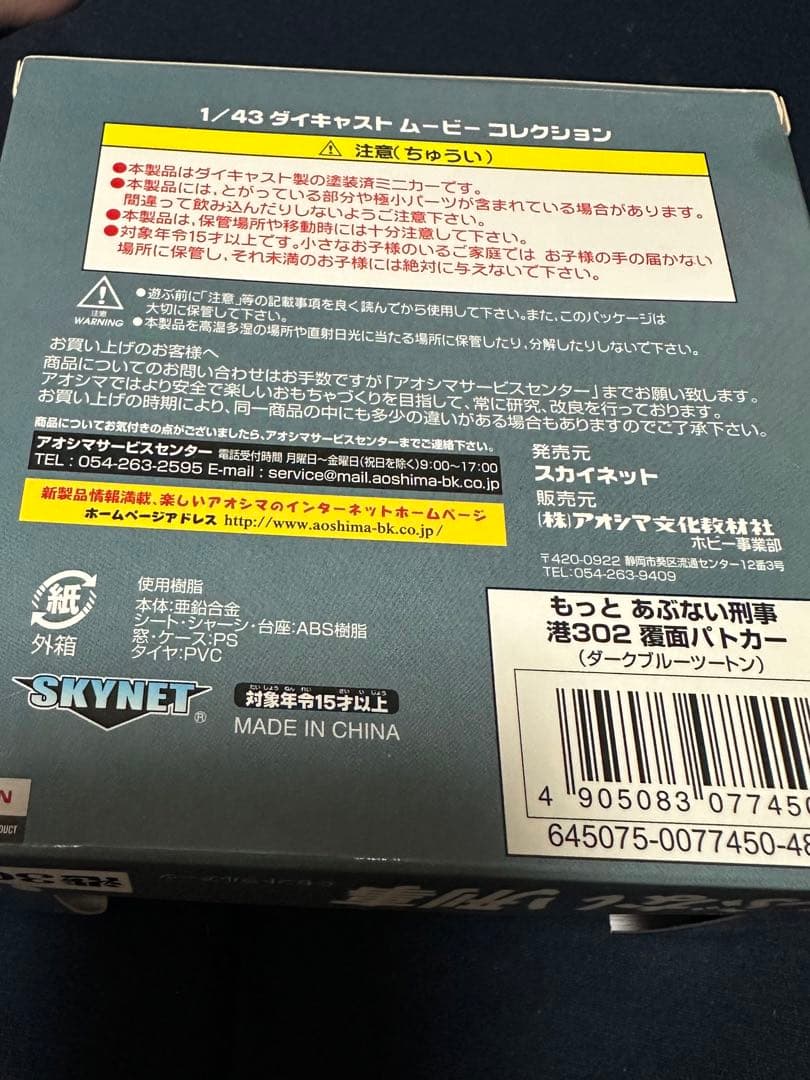 1/43 ダイキャスト ムービー コレクション
注意(ちゅうい)
●本製品はダイキャスト製の塗装済ミニカーです。
●本製品には,とがっている部分や極小パーツが含まれている場合があります。
間違って飲み込んだりしないようご注意下さい。
●本製品は、保管場所や移動時には十分注意して下さい。
●対象年令15才以上です。小さなお子様のいるご家庭では お子様の手の届かない
場所に保管し、それ未満のお子様には絶対に与えないで下さい。
注意
WARNING
●遊ぶ前に「注意」等の記載事項を良く読んでから使用して下さい。また、このパッケージは
大切に保管して下さい。
●本製品を高温多湿の場所や直射日光に当たる場所に保管したり、分解したりしないで下さい。
お買い上げのお客様へ
商品についてのお問い合わせはお手数ですが「アオシマサービスセンター」までお願い致します。
アオシマではより安全で楽しいおもちゃづくりを目指して、常に研究、改良を行っております。
お買い上げの時期により、同一商品の中にも多少の違いがある場合もありますのでご了承下さい。
商品についてお気付きの点がございましたら、アオシマサービスセンターまでご連絡下さい。
アオシマサービスセンター 電話受付時間 月曜日〜金曜日(祝日を除く)9:00〜17:00
TEL : 054-263-2595 E-mail : service@mail.aoshima-bk.co.jp
新製品情報満載、楽しいアオシマのインターネットホームページ
ホームページアドレス http://www.aoshima-bk.co.jp/
発売元
スカイネット
販売元
(株)アオシマ文化教材社
ホビー事業部
〒420-0922 静岡市葵区流通センター12番3号
TEL:054-263-9409
紙
外箱
使用樹脂
本体:亜鉛合金
シート・シャーシ・台座:ABS樹脂
窓・ケース:PS
タイヤ:PVC
SKYNET®
たいしょうねんれい さいいじょう
対象年令15才以上
MADE IN CHINA
もっと あぶない刑事
港302 覆面パトカー
(ダークブルーツートン)
4 905083 077450
645075-0077450-48